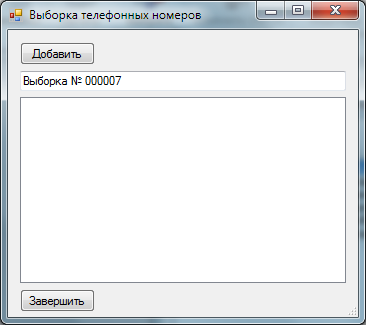 Выборка телефонных номеров
Добавить
Выборка № 000007
Завершить